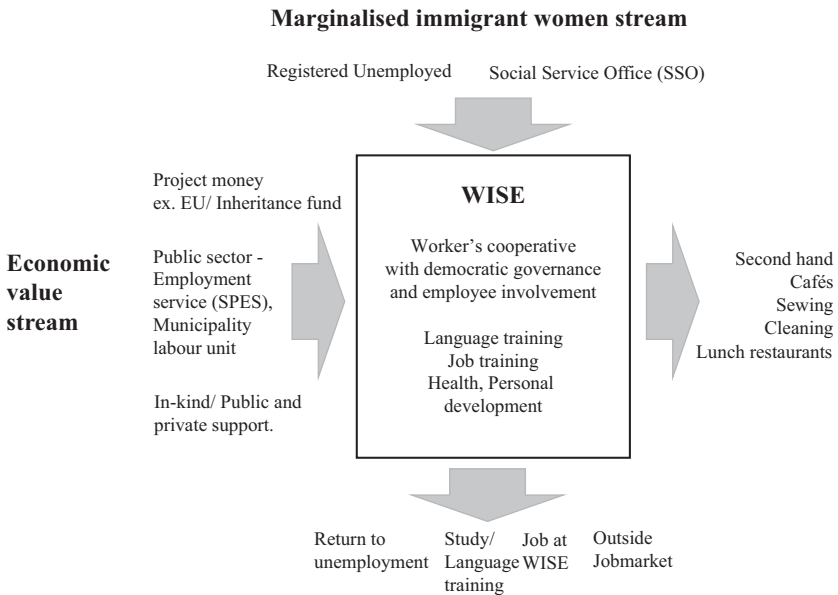 Marginalised immigrant women stream
Registered Unemployed
Social Service Office (SSO)
Project money
ex. EU/ Inheritance fund
Economic
value
stream
Public sector -
Employment
service (SPES),
Municipality
labour unit
In-kind/ Public and
private support.
WISE
Worker’s cooperative
with democratic governance
and employee involvement
Language training
Job training
Health, Personal
development
Second hand
Cafés
Sewing
Cleaning
Lunch restaurants
Return to
unemployment
Study/
Language
training
Job at
WISE
Outside
Jobmarket